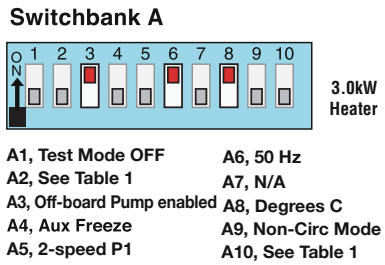 Switchbank A
O
N
1 2 3 4 5 6 7 8 9 10
3.0kW
Heater
A1, Test Mode OFF
A2, See Table 1
A3, Off-board Pump enabled
A4, Aux Freeze
A5, 2-speed P1
A6, 50 Hz
A7, N/A
A8, Degrees C
A9, Non-Circ Mode
A10, See Table 1